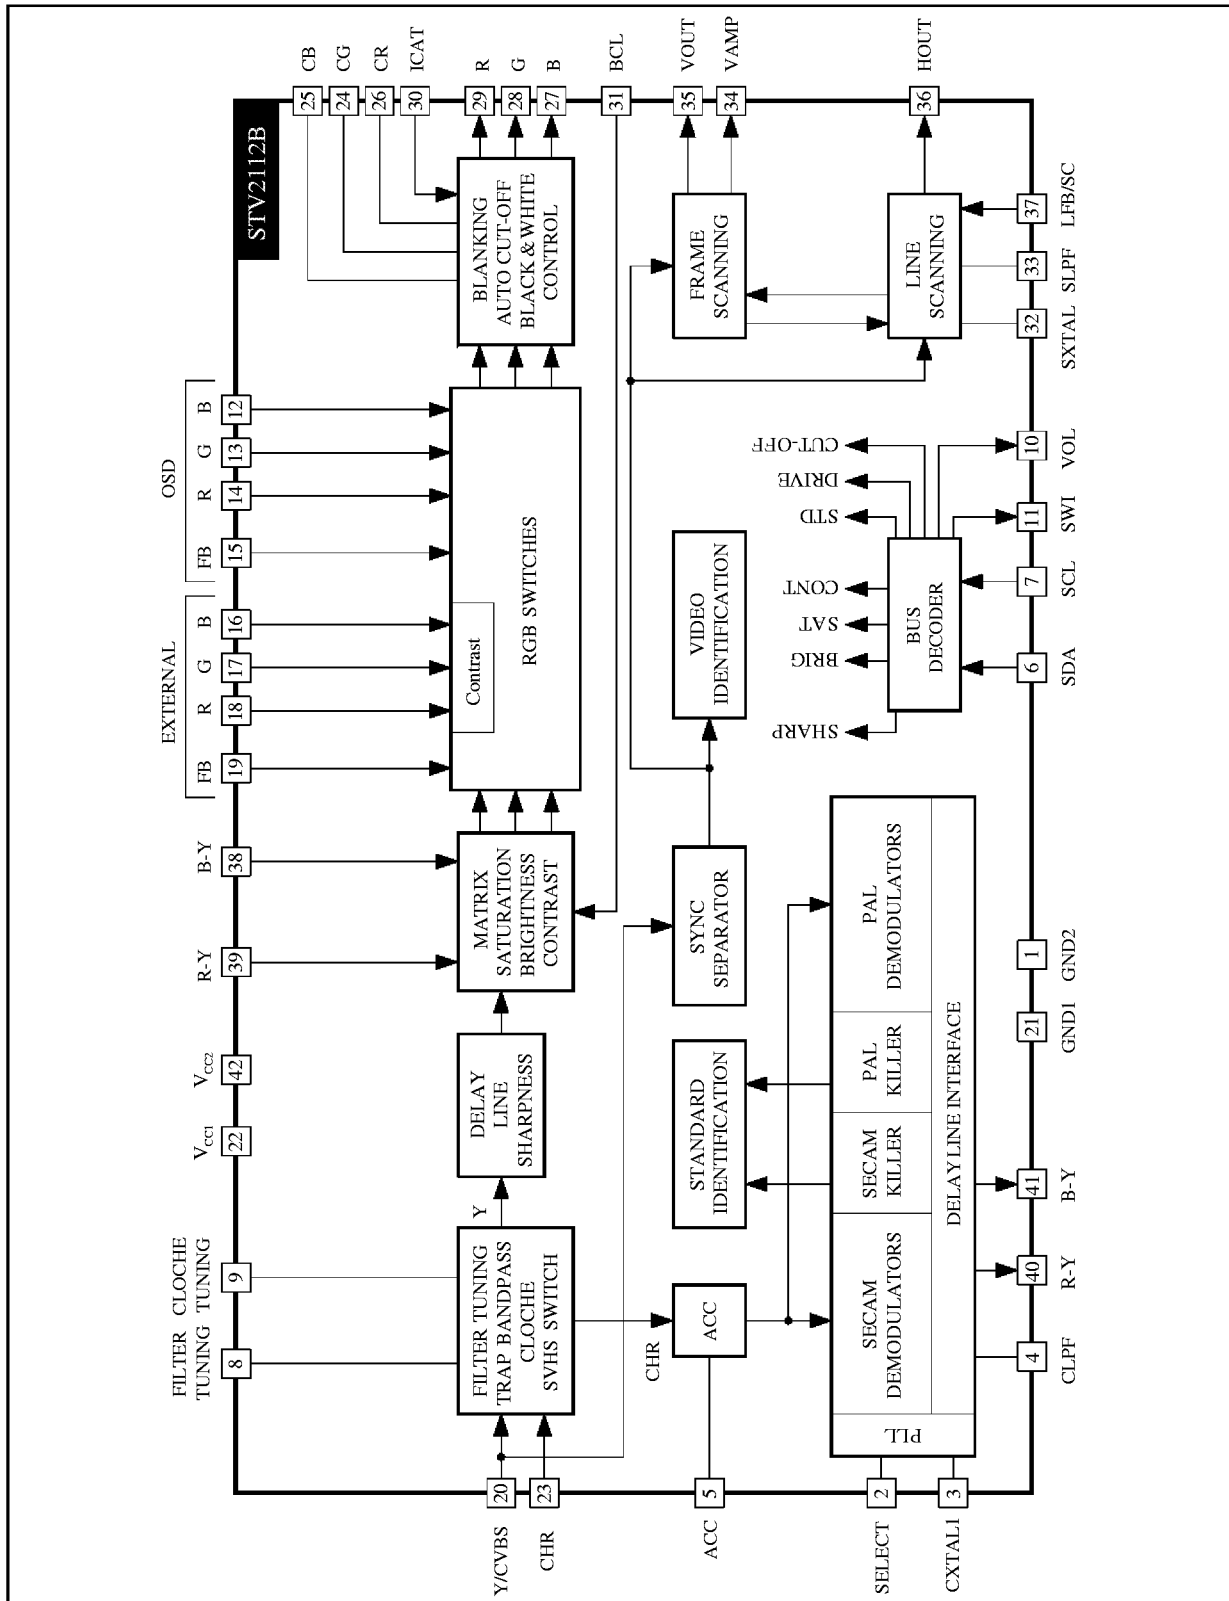 STV2112B
CB
25
CG
24
CR
26
ICAT
30
R
29
G
28
B
27
BCL
31
VOUT
35
VAMP
34
HOUT
36
BLANKING
AUTO CUT-OFF
BLACK & WHITE
CONTROL
FRAME
SCANNING
LINE
SCANNING
37
LFB/SC
33
SLPF
32
SXTAL
OSD
B
12
G
13
R
14
FB
15
EXTERNAL
B
16
G
17
R
18
FB
19
RGB SWITCHES
Contrast
VIDEO
IDENTIFICATION
CUT-OFF
DRIVE
STD
CONT
SAT
BRIG
SHARP
BUS
DECODER
10
VOL
11
SWI
7
SCL
6
SDA
B-Y
38
R-Y
39
MATRIX
SATURATION
BRIGHTNESS
CONTRAST
SYNC
SEPARATOR
PAL
DEMODULATORS
1
GND2
21
GND1
VCC2
42
VCC1
22
DELAY
LINE
SHARPNESS
STANDARD
IDENTIFICATION
PAL
KILLER
SECAM
KILLER
DELAY LINE INTERFACE
41
B-Y
40
R-Y
4
CLPF
CLOCHE
TUNING
9
FILTER
TUNING
8
Y
FILTER TUNING
TRAP BANDPASS
CLOCHE
SVHS SWITCH
CHR
ACC
SECAM
DEMODULATORS
PLL
20
Y/CVBS
23
CHR
5
ACC
2
SELECT
3
CXTAL1